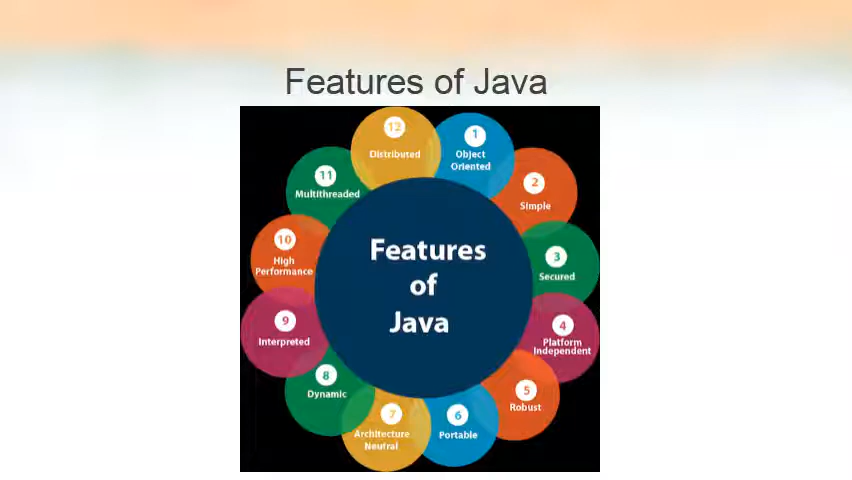 Features of Java
12
Distributed
1
Object
Oriented
2
Simple
3
Secured
4
Platform
Independent
5
Robust
6
Portable
7
Architecture
Neutral
8
Dynamic
9
Interpreted
10
High
Performance
11
Multithreaded
Features
of
Java